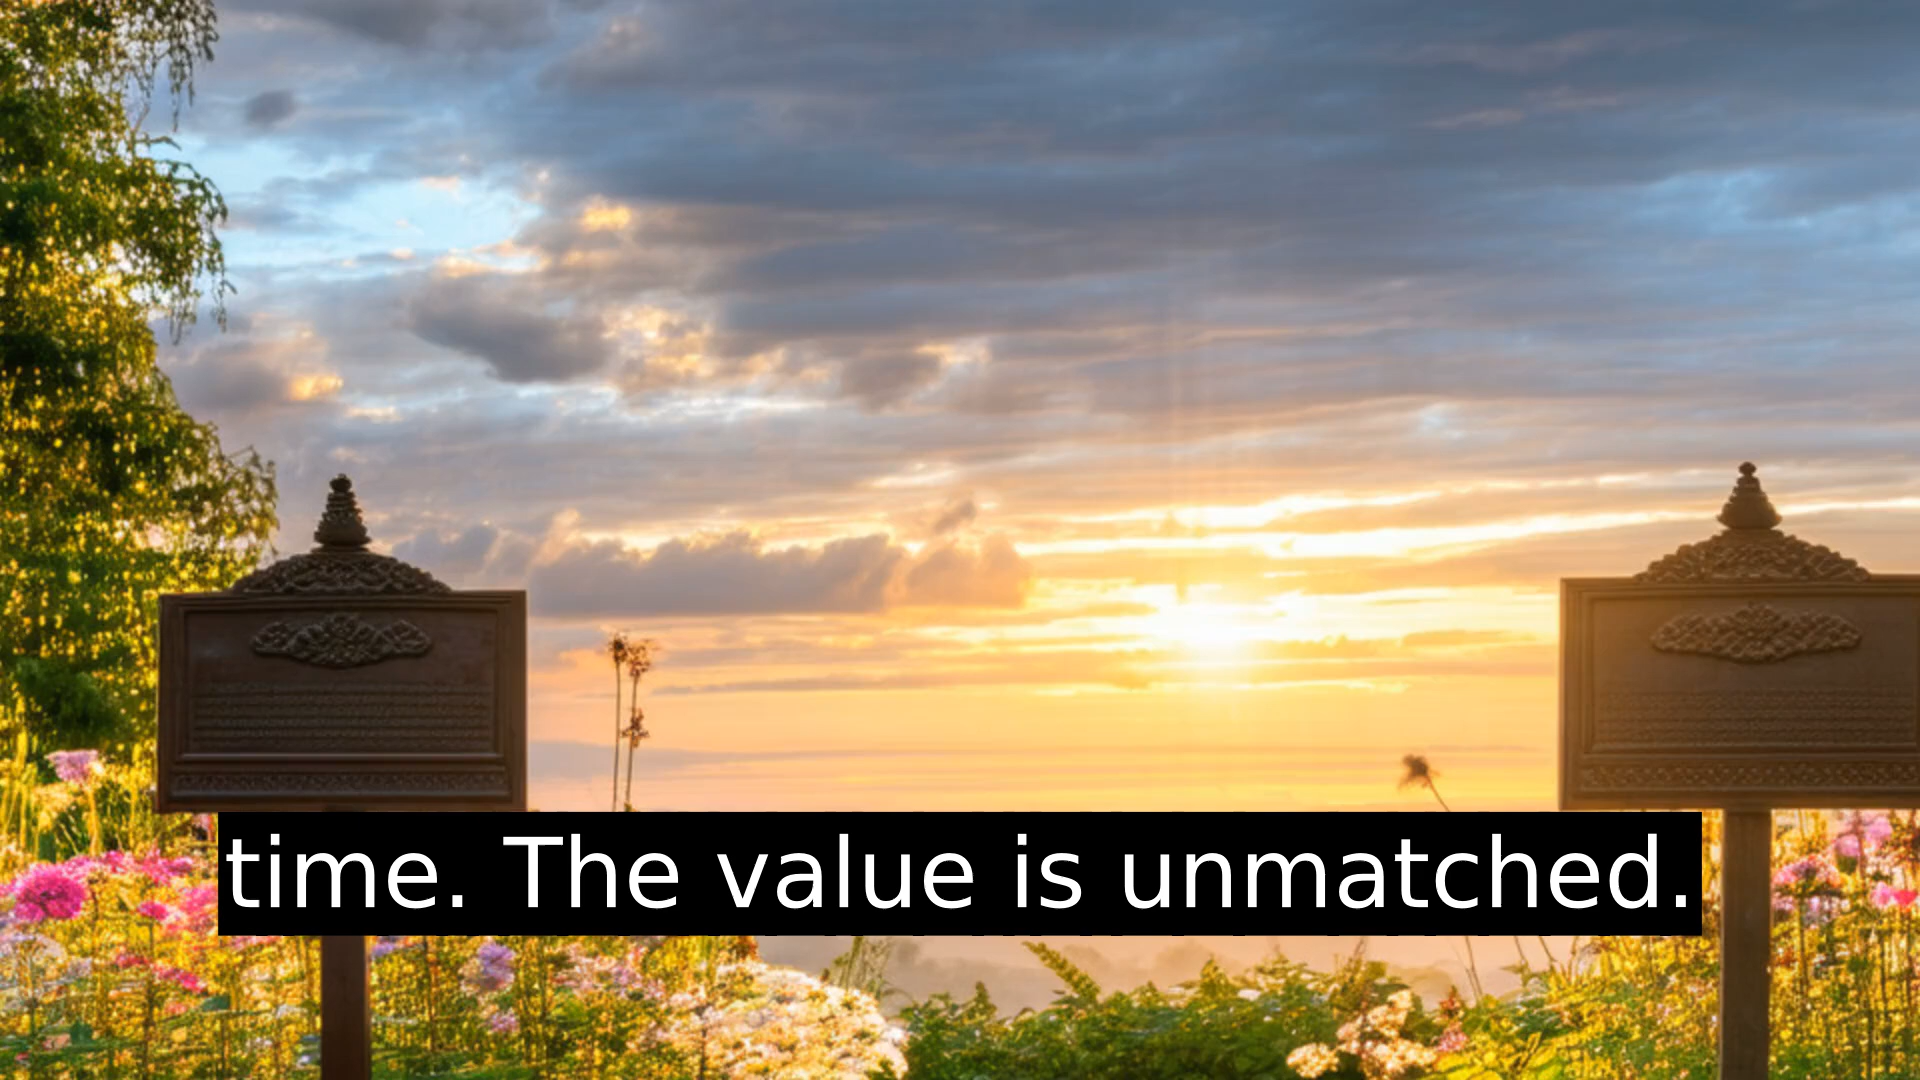 time. The value is unmatched.